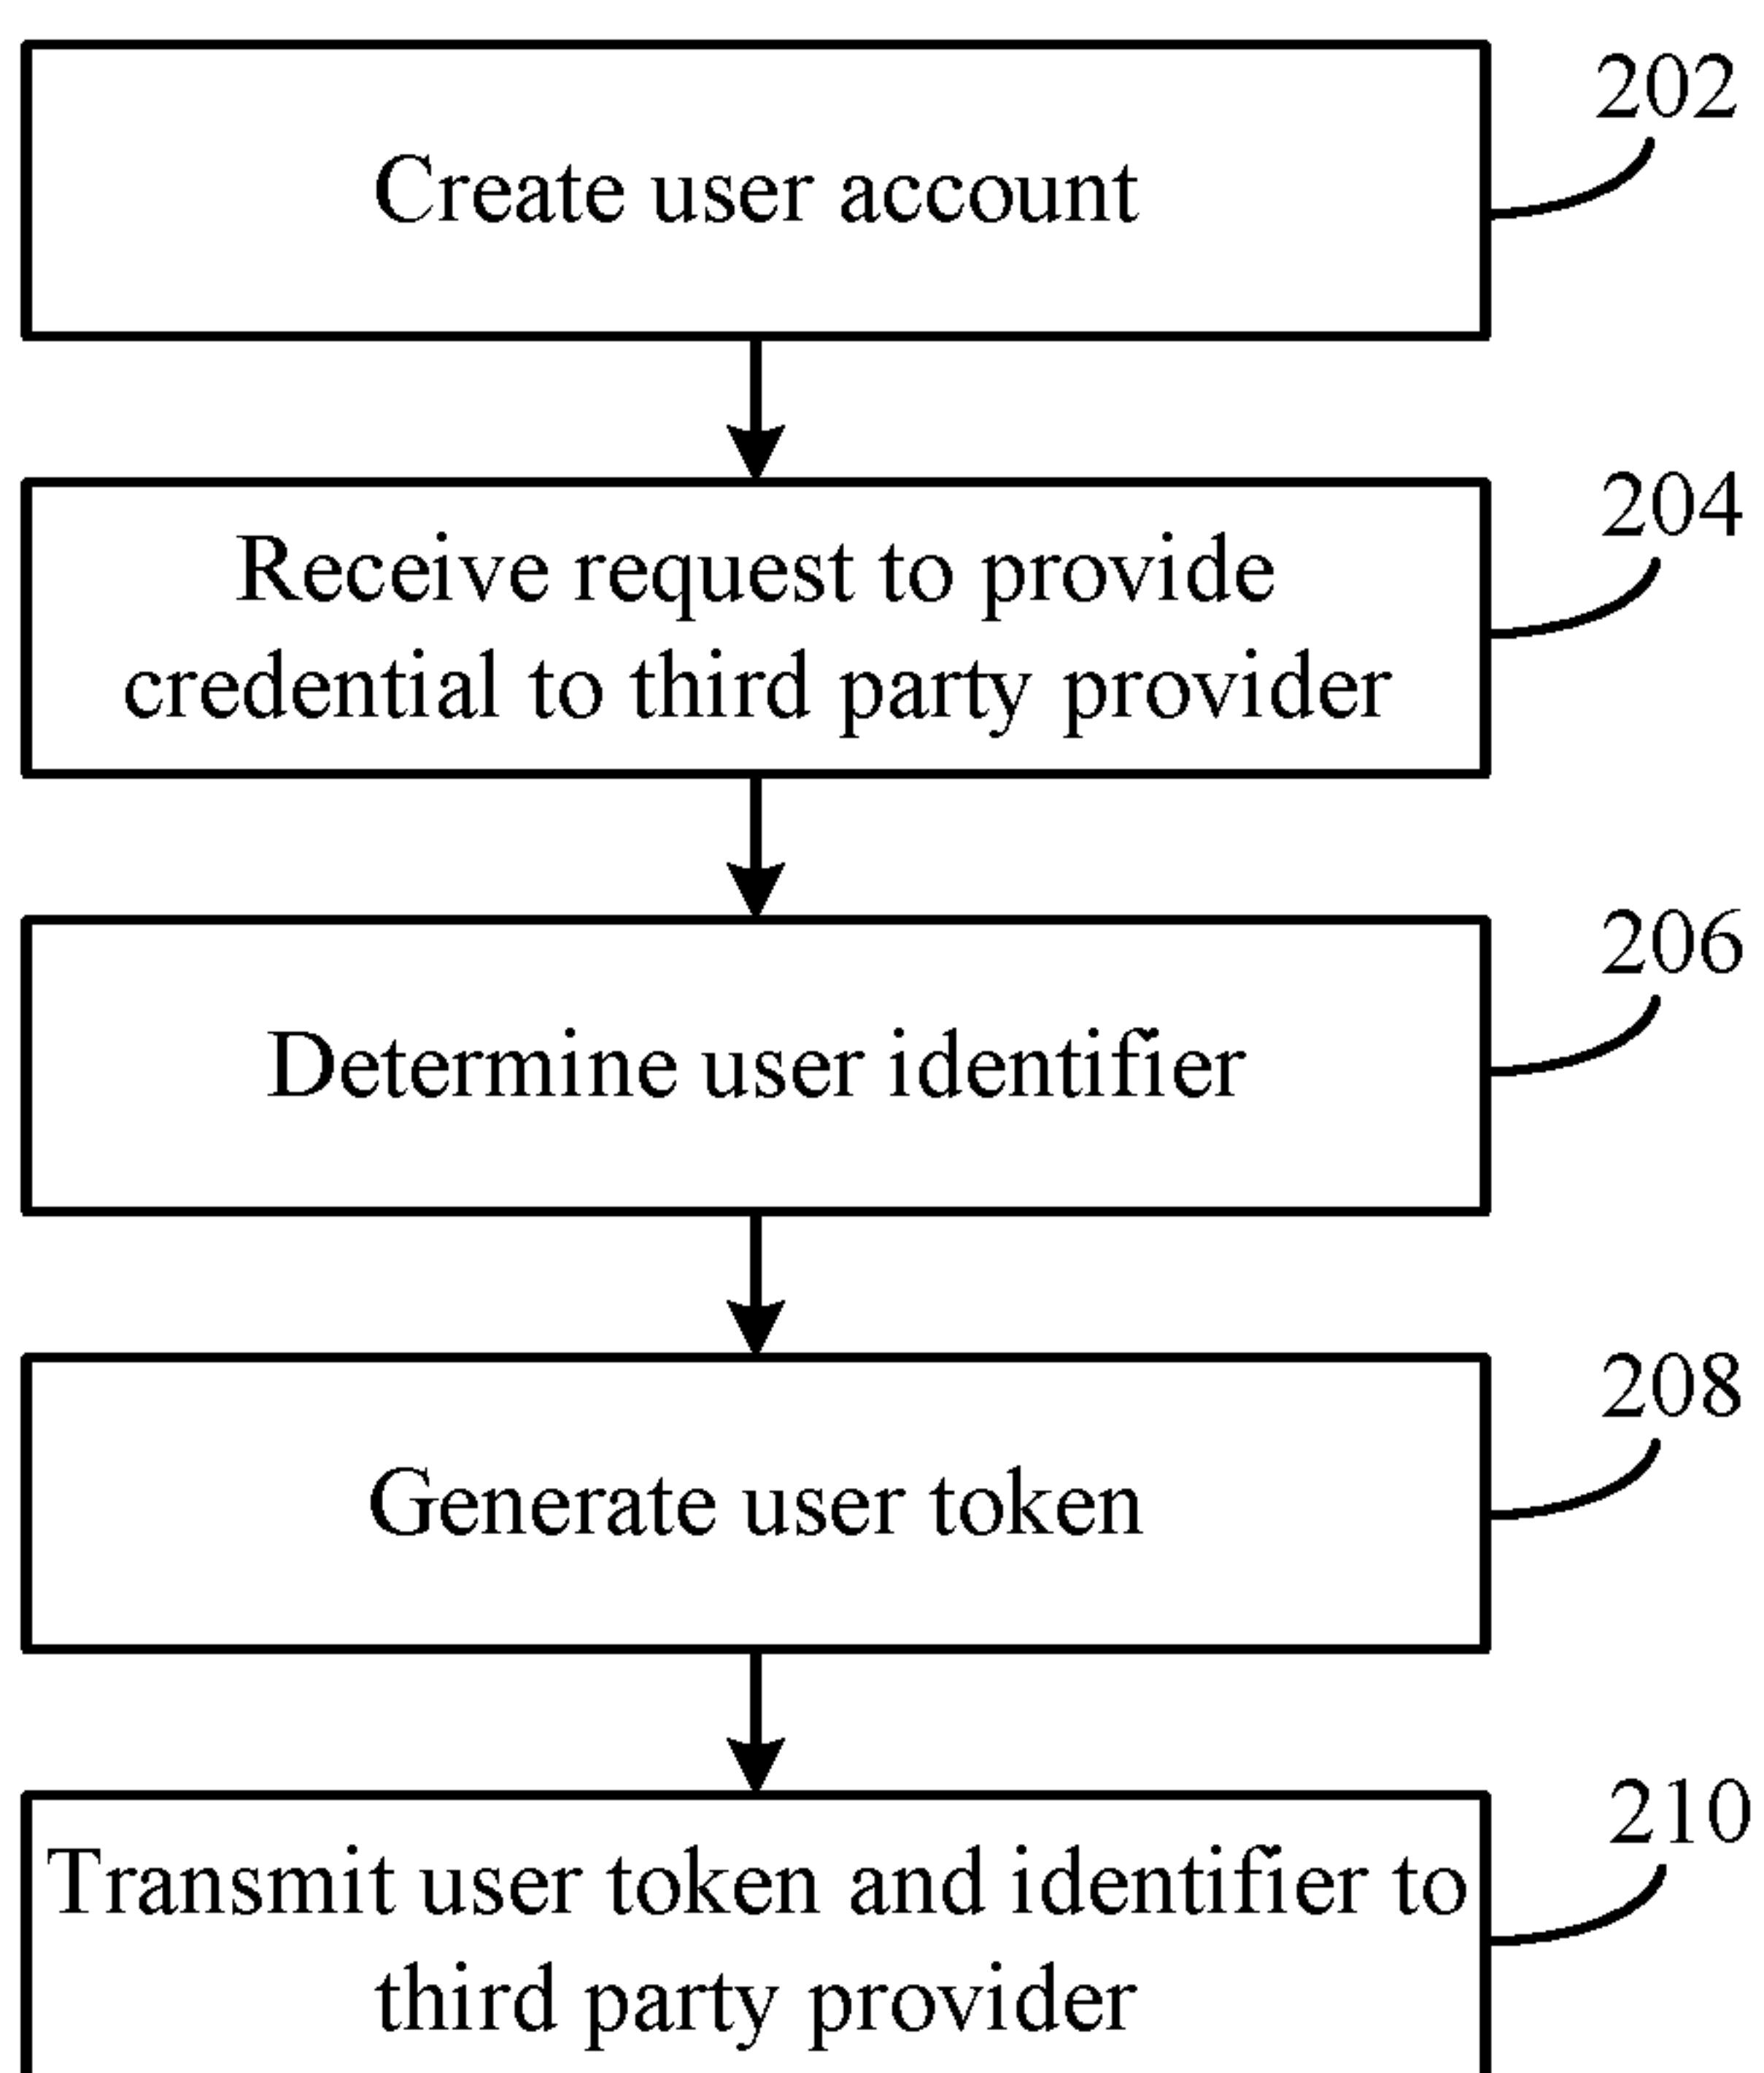 202
Create user account
204
Receive request to provide
credential to third party provider
206
Determine user identifier
208
Generate user token
210
Transmit user token and identifier to
third party provider